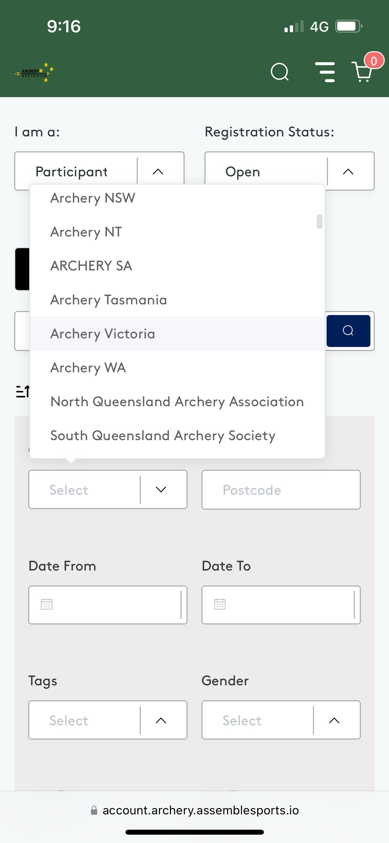 9:16
4G
0
I am a:
Registration Status:
Participant
Open
Archery NSW
Archery NT
ARCHERY SA
Archery Tasmania
Archery Victoria
Archery WA
North Queensland Archery Association
South Queensland Archery Society
Select
Postcode
Date From
Date To
Tags
Gender
Select
Select
account.archery.assemblesports.io